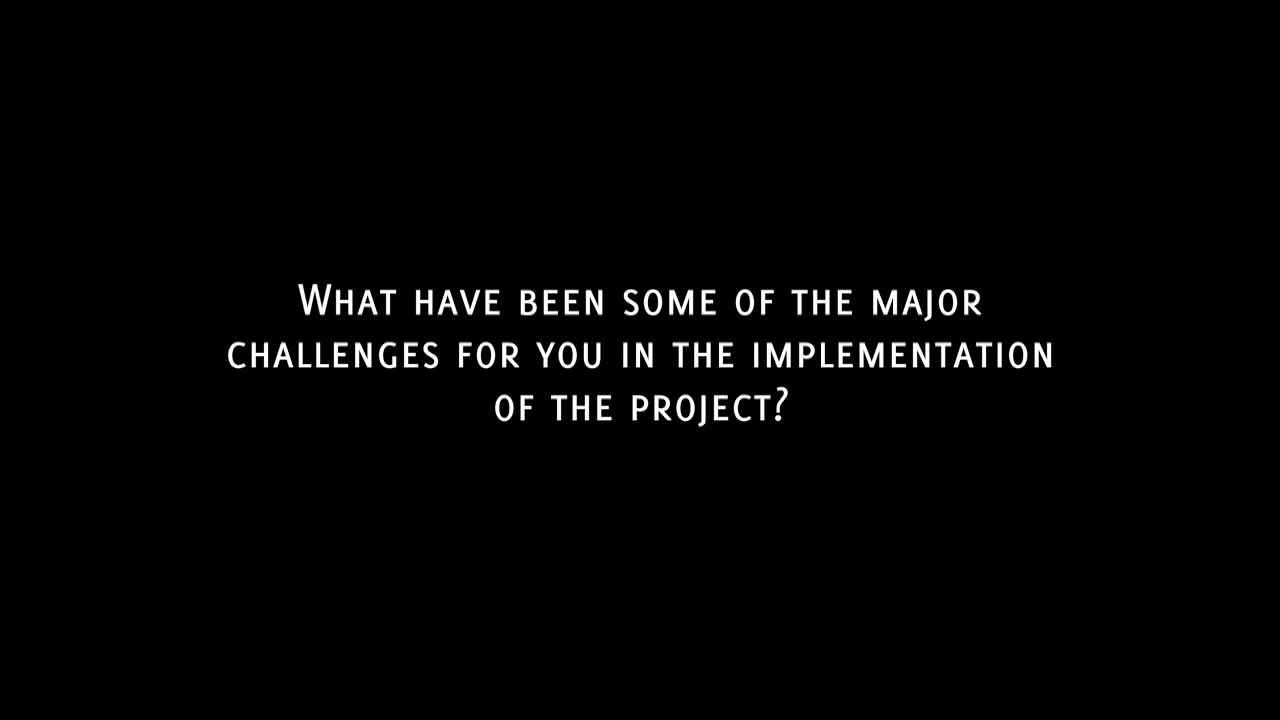 What have been some of the major
challenges for you in the implementation
of the project?